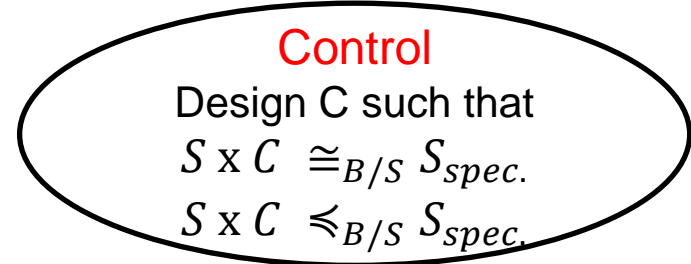 Control
Design C such that
S x C ≅_{B/S} S_{spec.}
S x C ≼_{B/S} S_{spec.}